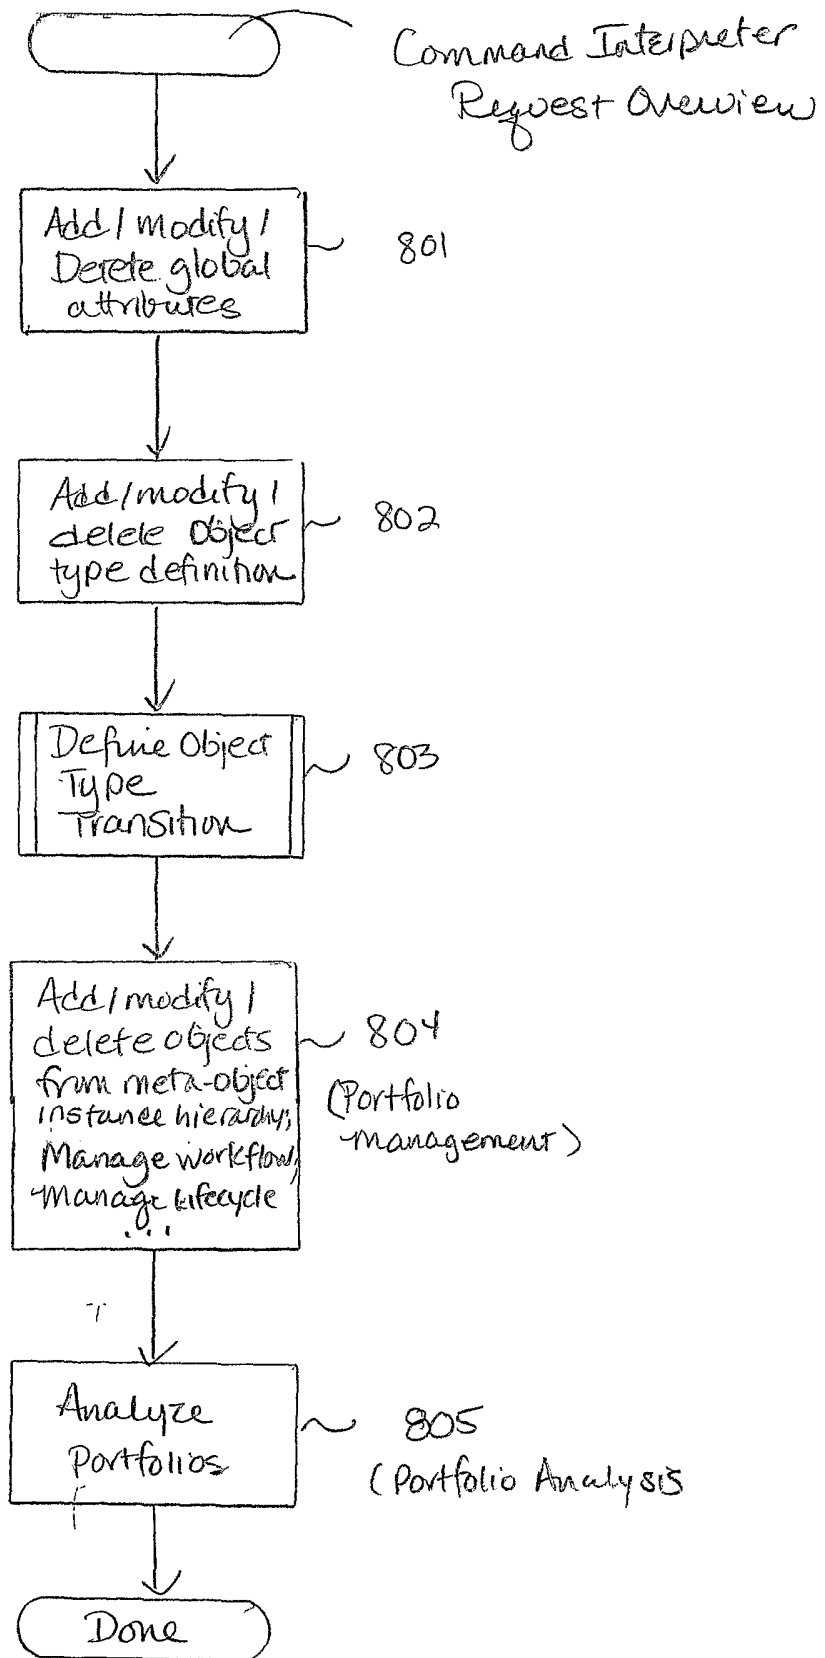 Command Interpreter
Request Overview
Add / modify /
Delete global
attributes
801
Add / modify /
delete Object
type definition
802
Define Object
Type
Transition
803
Add / modify /
delete objects
from meta-object
instance hierarchy;
Manage workflow;
Manage Lifecycle
...
804
(Portfolio
Management)
Analyze
Portfolios
805
(Portfolio Analysis
Done